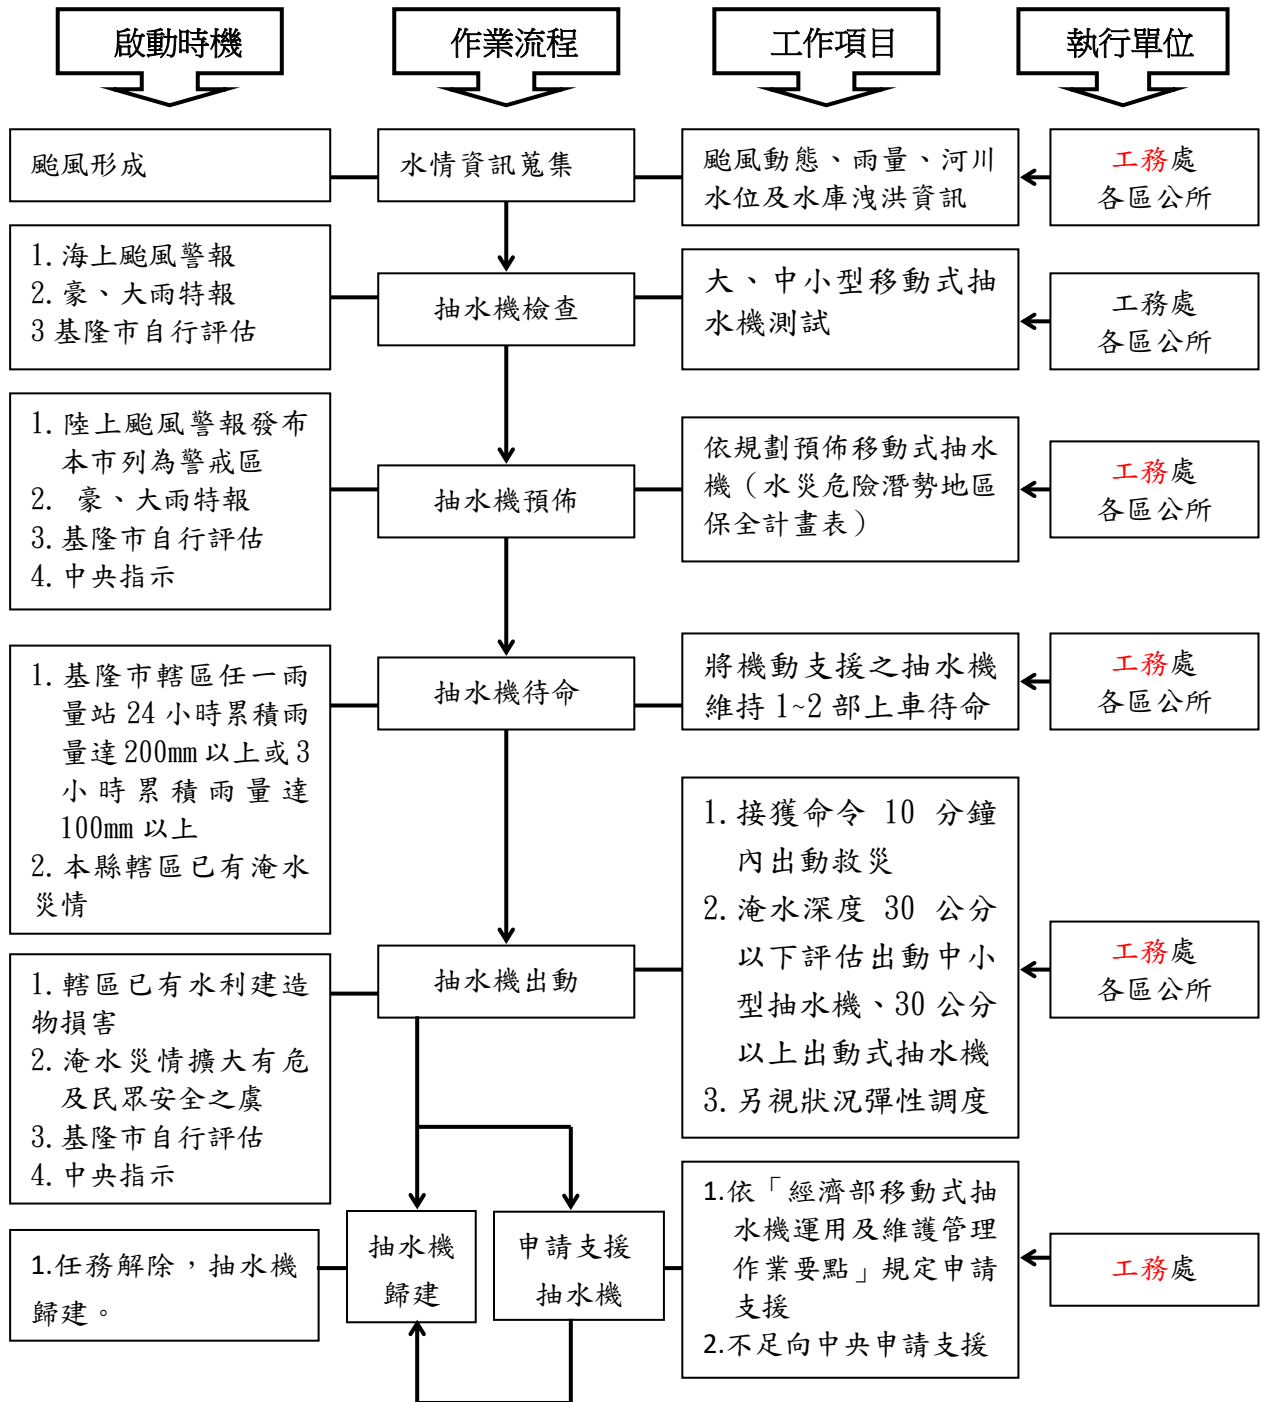 啟動時機
作業流程
工作項目
執行單位
颱風形成
水情資訊蒐集
颱風動態、雨量、河川
水位及水庫洩洪資訊
工務處
各區公所
1.海上颱風警報
2.豪、大雨特報
3 基隆市自行評估
抽水機檢查
大、中小型移動式抽
水機測試
工務處
各區公所
1.陸上颱風警報發布
本市列為警戒區
2. 豪、大雨特報
3.基隆市自行評估
4.中央指示
抽水機預佈
依規劃預佈移動式抽水
機（水災危險潛勢地區
保全計畫表）
工務處
各區公所
1.基隆市轄區任一雨
量站 24 小時累積雨
量達 200mm 以上或 3
小時累積雨量達
100mm 以上
2.本縣轄區已有淹水
災情
抽水機待命
將機動支援之抽水機
維持 1~2 部上車待命
工務處
各區公所
1.轄區已有水利建造
物損害
2.淹水災情擴大有危
及民眾安全之虞
3.基隆市自行評估
4.中央指示
抽水機出動
1.接獲命令 10 分鐘
內出動救災
2.淹水深度 30 公分
以下評估出動中小
型抽水機、30 公分
以上出動式抽水機
3.另視狀況彈性調度
工務處
各區公所
1.任務解除，抽水機
歸建。
抽水機
歸建
申請支援
抽水機
1.依「經濟部移動式抽
水機運用及維護管理
作業要點」規定申請
支援
2.不足向中央申請支援
工務處